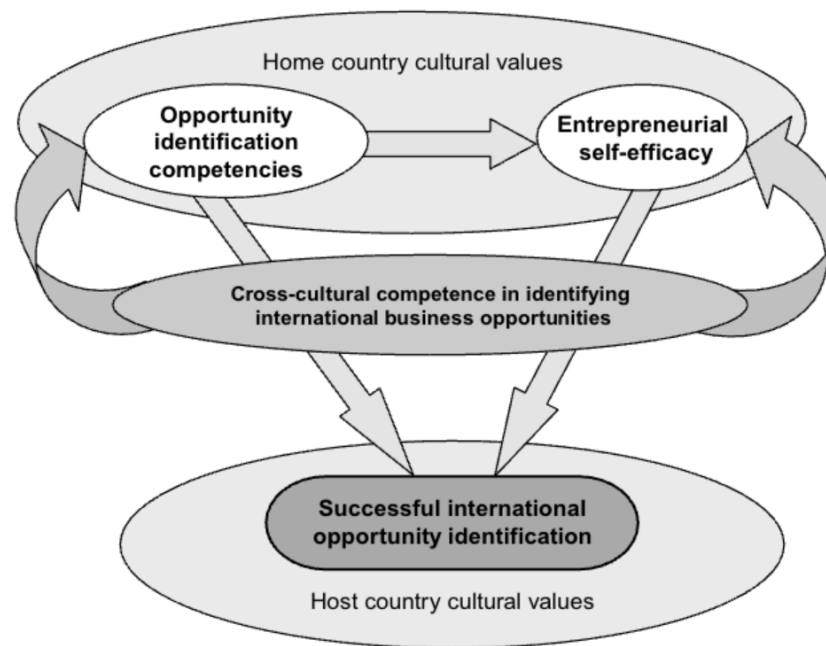 Home country cultural values
Opportunity
identification
competencies
Entrepreneurial
self-efficacy
Cross-cultural competence in identifying
international business opportunities
Successful international
opportunity identification
Host country cultural values